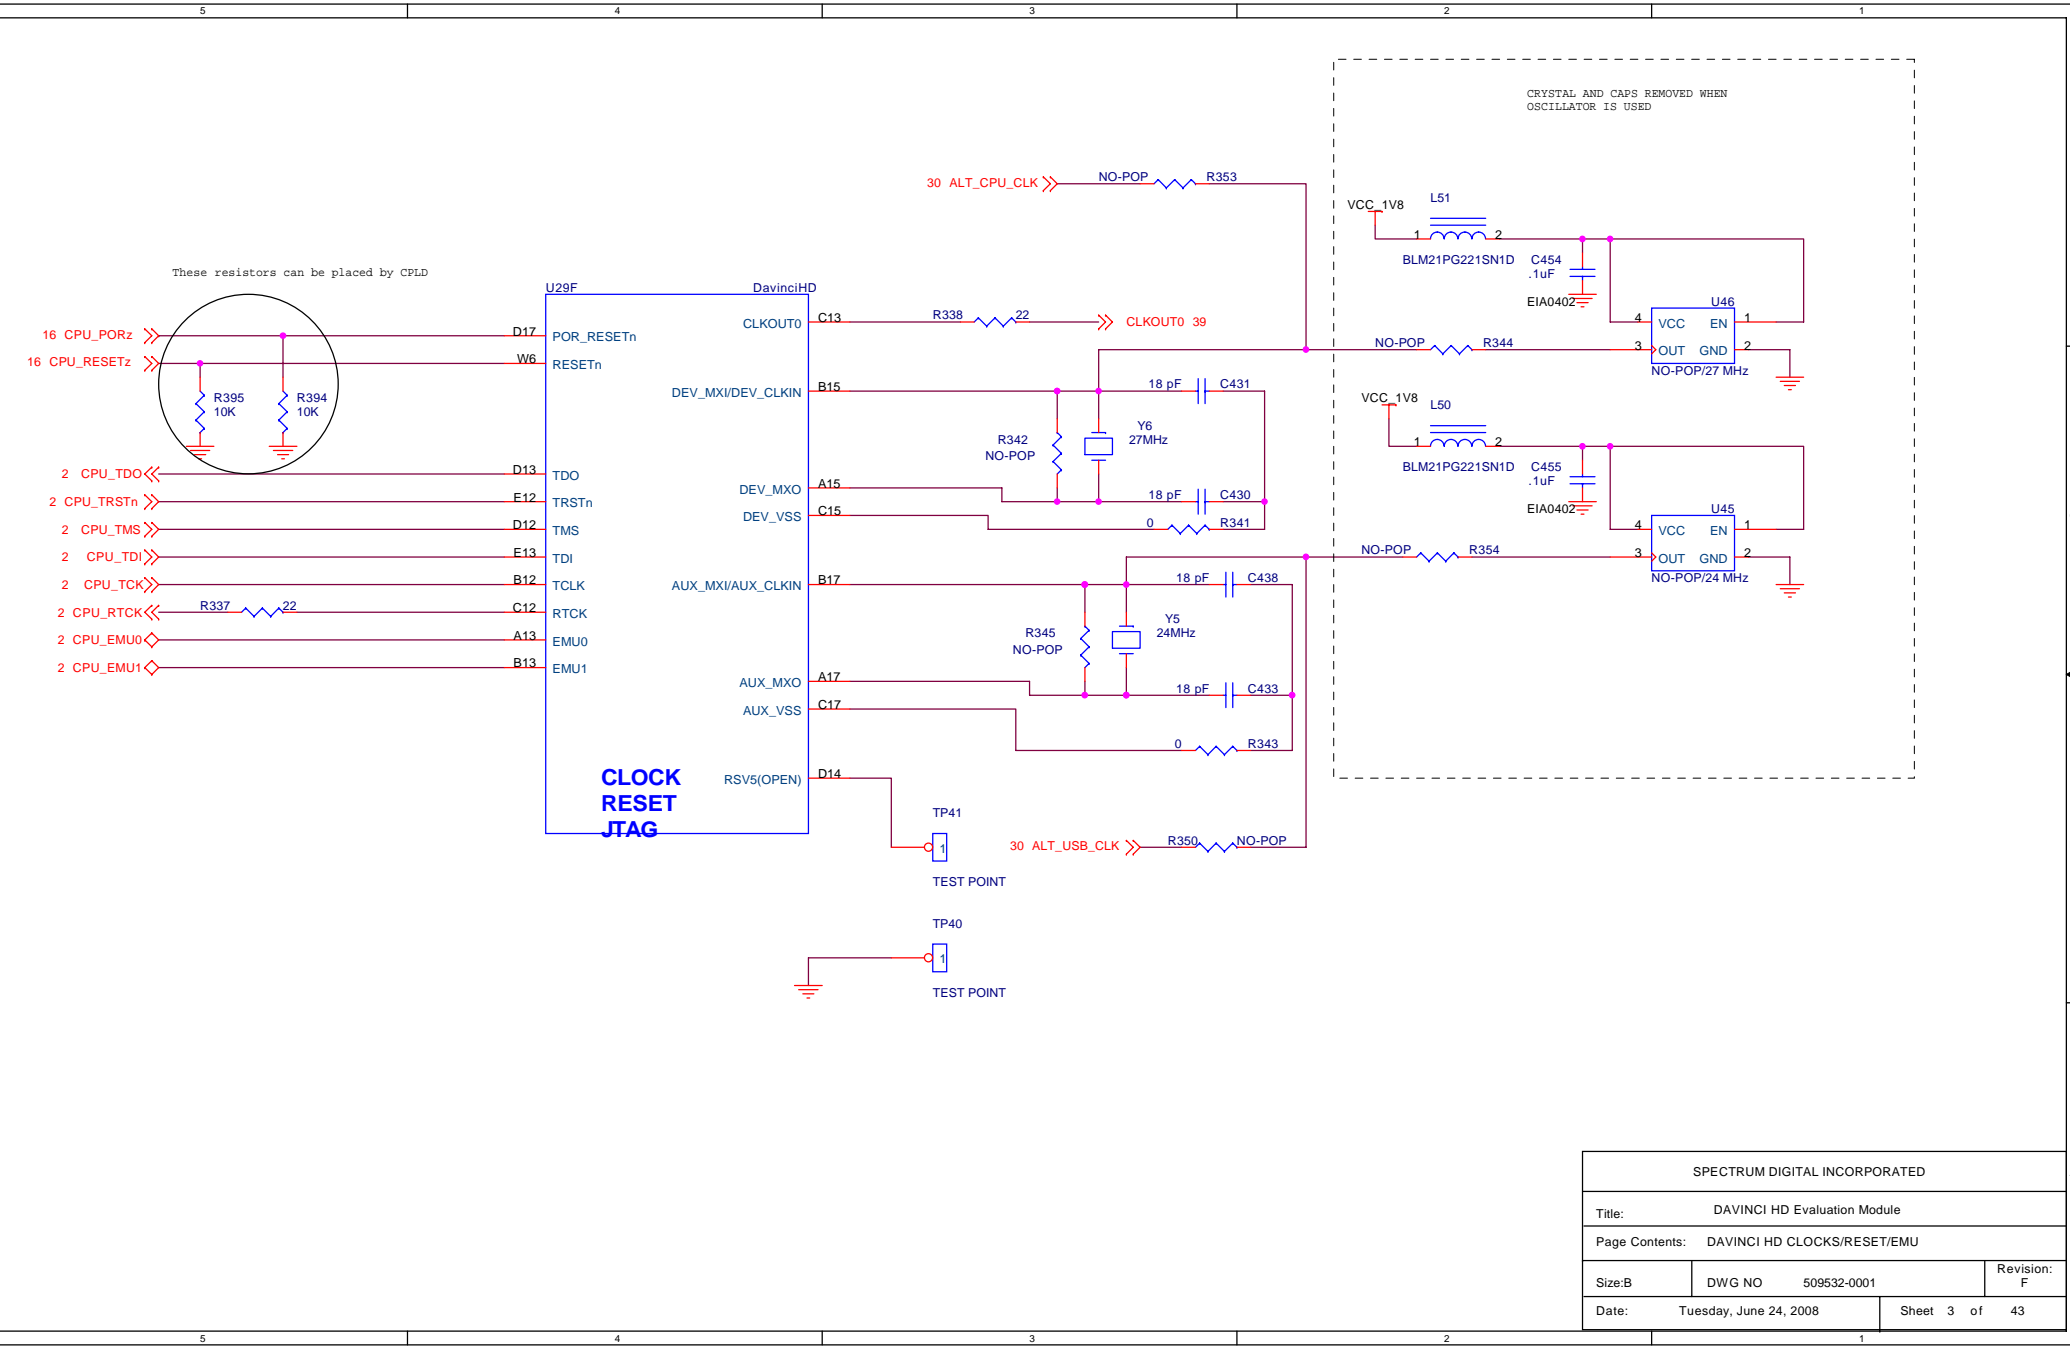 5 4 3 2 1
CRYSTAL AND CAPS REMOVED WHEN
OSCILLATOR IS USED
30 ALT_CPU_CLK NO-POP R353
VCC_1V8 L51
1 2
BLM21PG221SN1D C454
.1uF
EIA0402
U46
4 VCC EN 1
3 OUT GND 2
NO-POP/27 MHz
NO-POP R344
These resistors can be placed by CPLD
U29F DavinciHD
16 CPU_PORz D17 POR_RESETn
16 CPU_RESETz W6 RESETn
R395
10K
R394
10K
2 CPU_TDO D13 TDO
2 CPU_TRSTn E12 TRSTn
2 CPU_TMS D12 TMS
2 CPU_TDI E13 TDI
2 CPU_TCK B12 TCLK
2 CPU_RTCK R337 22 C12 RTCK
2 CPU_EMU0 A13 EMU0
2 CPU_EMU1 B13 EMU1
CLKOUT0 C13 R338 22 CLKOUT0 39
DEV_MXI/DEV_CLKIN B15 18 pF C431
R342
NO-POP
Y6
27MHz
DEV_MXO A15 18 pF C430
DEV_VSS C15 0 R341
VCC_1V8 L50
1 2
BLM21PG221SN1D C455
.1uF
EIA0402
U45
4 VCC EN 1
3 OUT GND 2
NO-POP/24 MHz
NO-POP R354
AUX_MXI/AUX_CLKIN B17 18 pF C438
R345
NO-POP
Y5
24MHz
AUX_MXO A17 18 pF C433
AUX_VSS C17 0 R343
RSV5(OPEN) D14
CLOCK
RESET
JTAG
TP41
1
TEST POINT
30 ALT_USB_CLK R350 NO-POP
TP40
1
TEST POINT
SPECTRUM DIGITAL INCORPORATED
Title: DAVINCI HD Evaluation Module
Page Contents: DAVINCI HD CLOCKS/RESET/EMU
Size:B DWG NO 509532-0001 Revision:
F
Date: Tuesday, June 24, 2008 Sheet 3 of 43
5 4 3 2 1